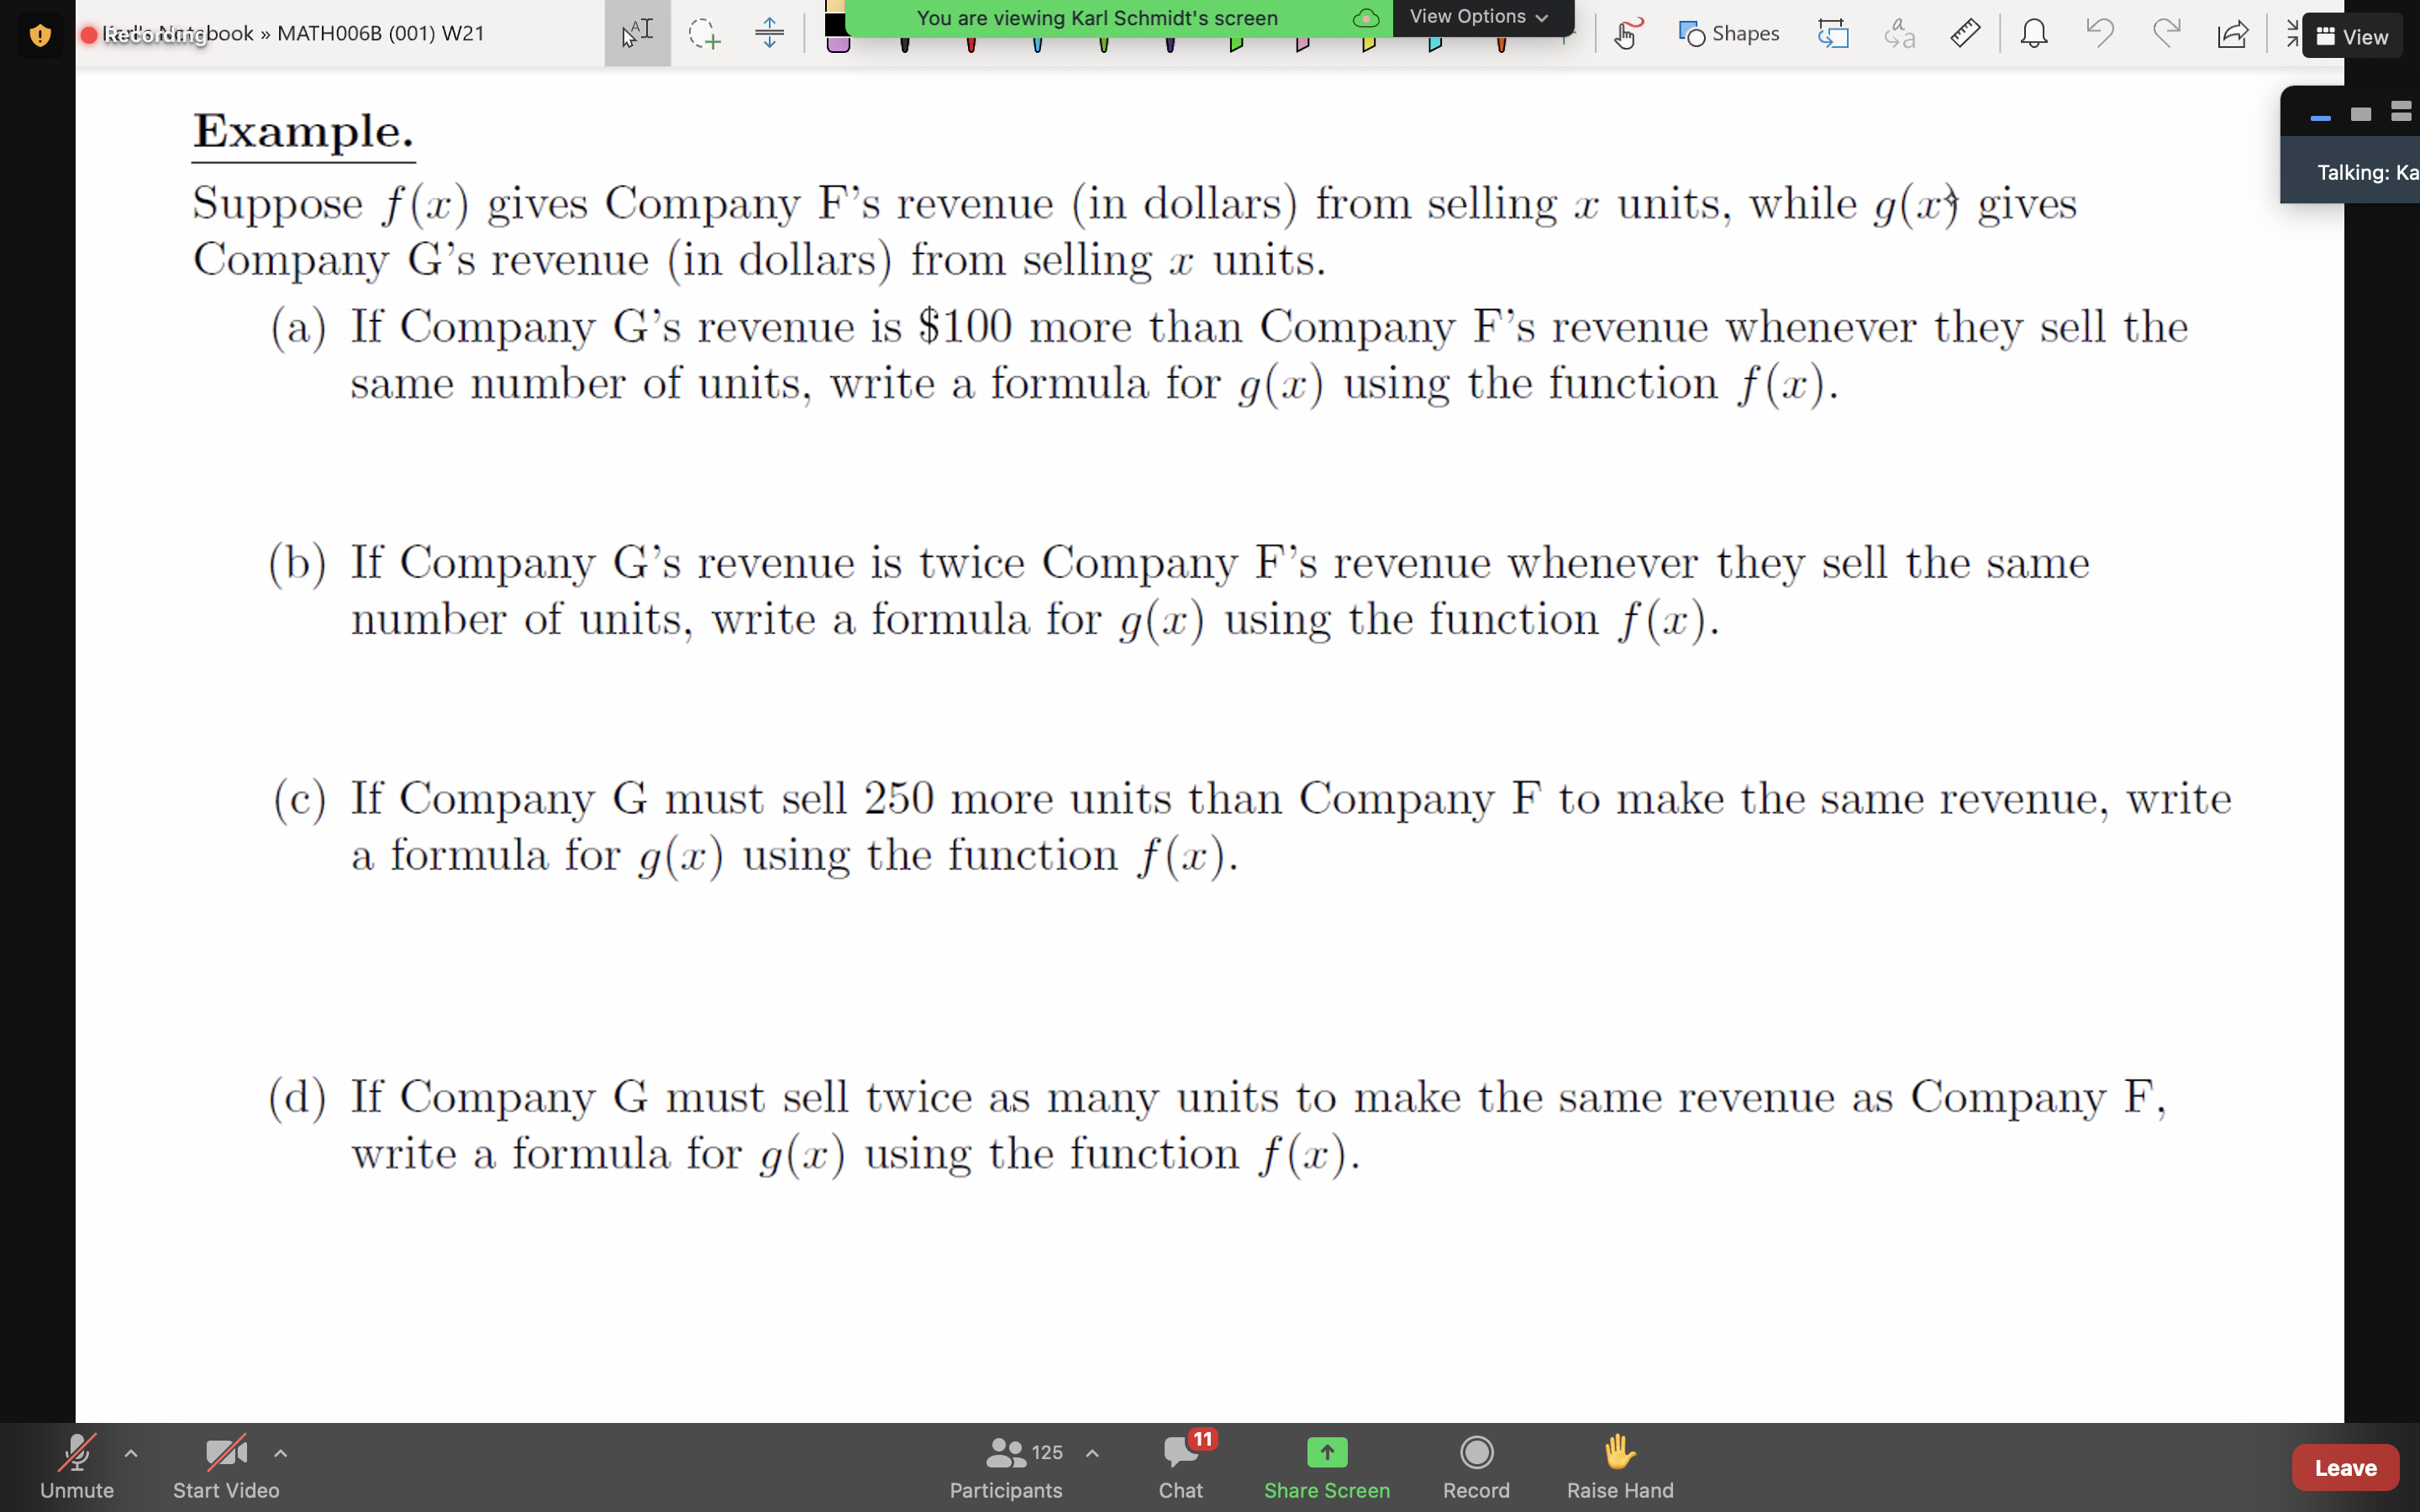 Recording
Karl's Notebook » MATH006B (001) W21
You are viewing Karl Schmidt's screen
View Options
Shapes
View
Talking: Ka
Example.
Suppose f(x) gives Company F's revenue (in dollars) from selling x units, while g(x) gives
Company G's revenue (in dollars) from selling x units.
(a) If Company G's revenue is $100 more than Company F's revenue whenever they sell the
same number of units, write a formula for g(x) using the function f(x).
(b) If Company G's revenue is twice Company F's revenue whenever they sell the same
number of units, write a formula for g(x) using the function f(x).
(c) If Company G must sell 250 more units than Company F to make the same revenue, write
a formula for g(x) using the function f(x).
(d) If Company G must sell twice as many units to make the same revenue as Company F,
write a formula for g(x) using the function f(x).
125
11
Unmute
Start Video
Participants
Chat
Share Screen
Record
Raise Hand
Leave